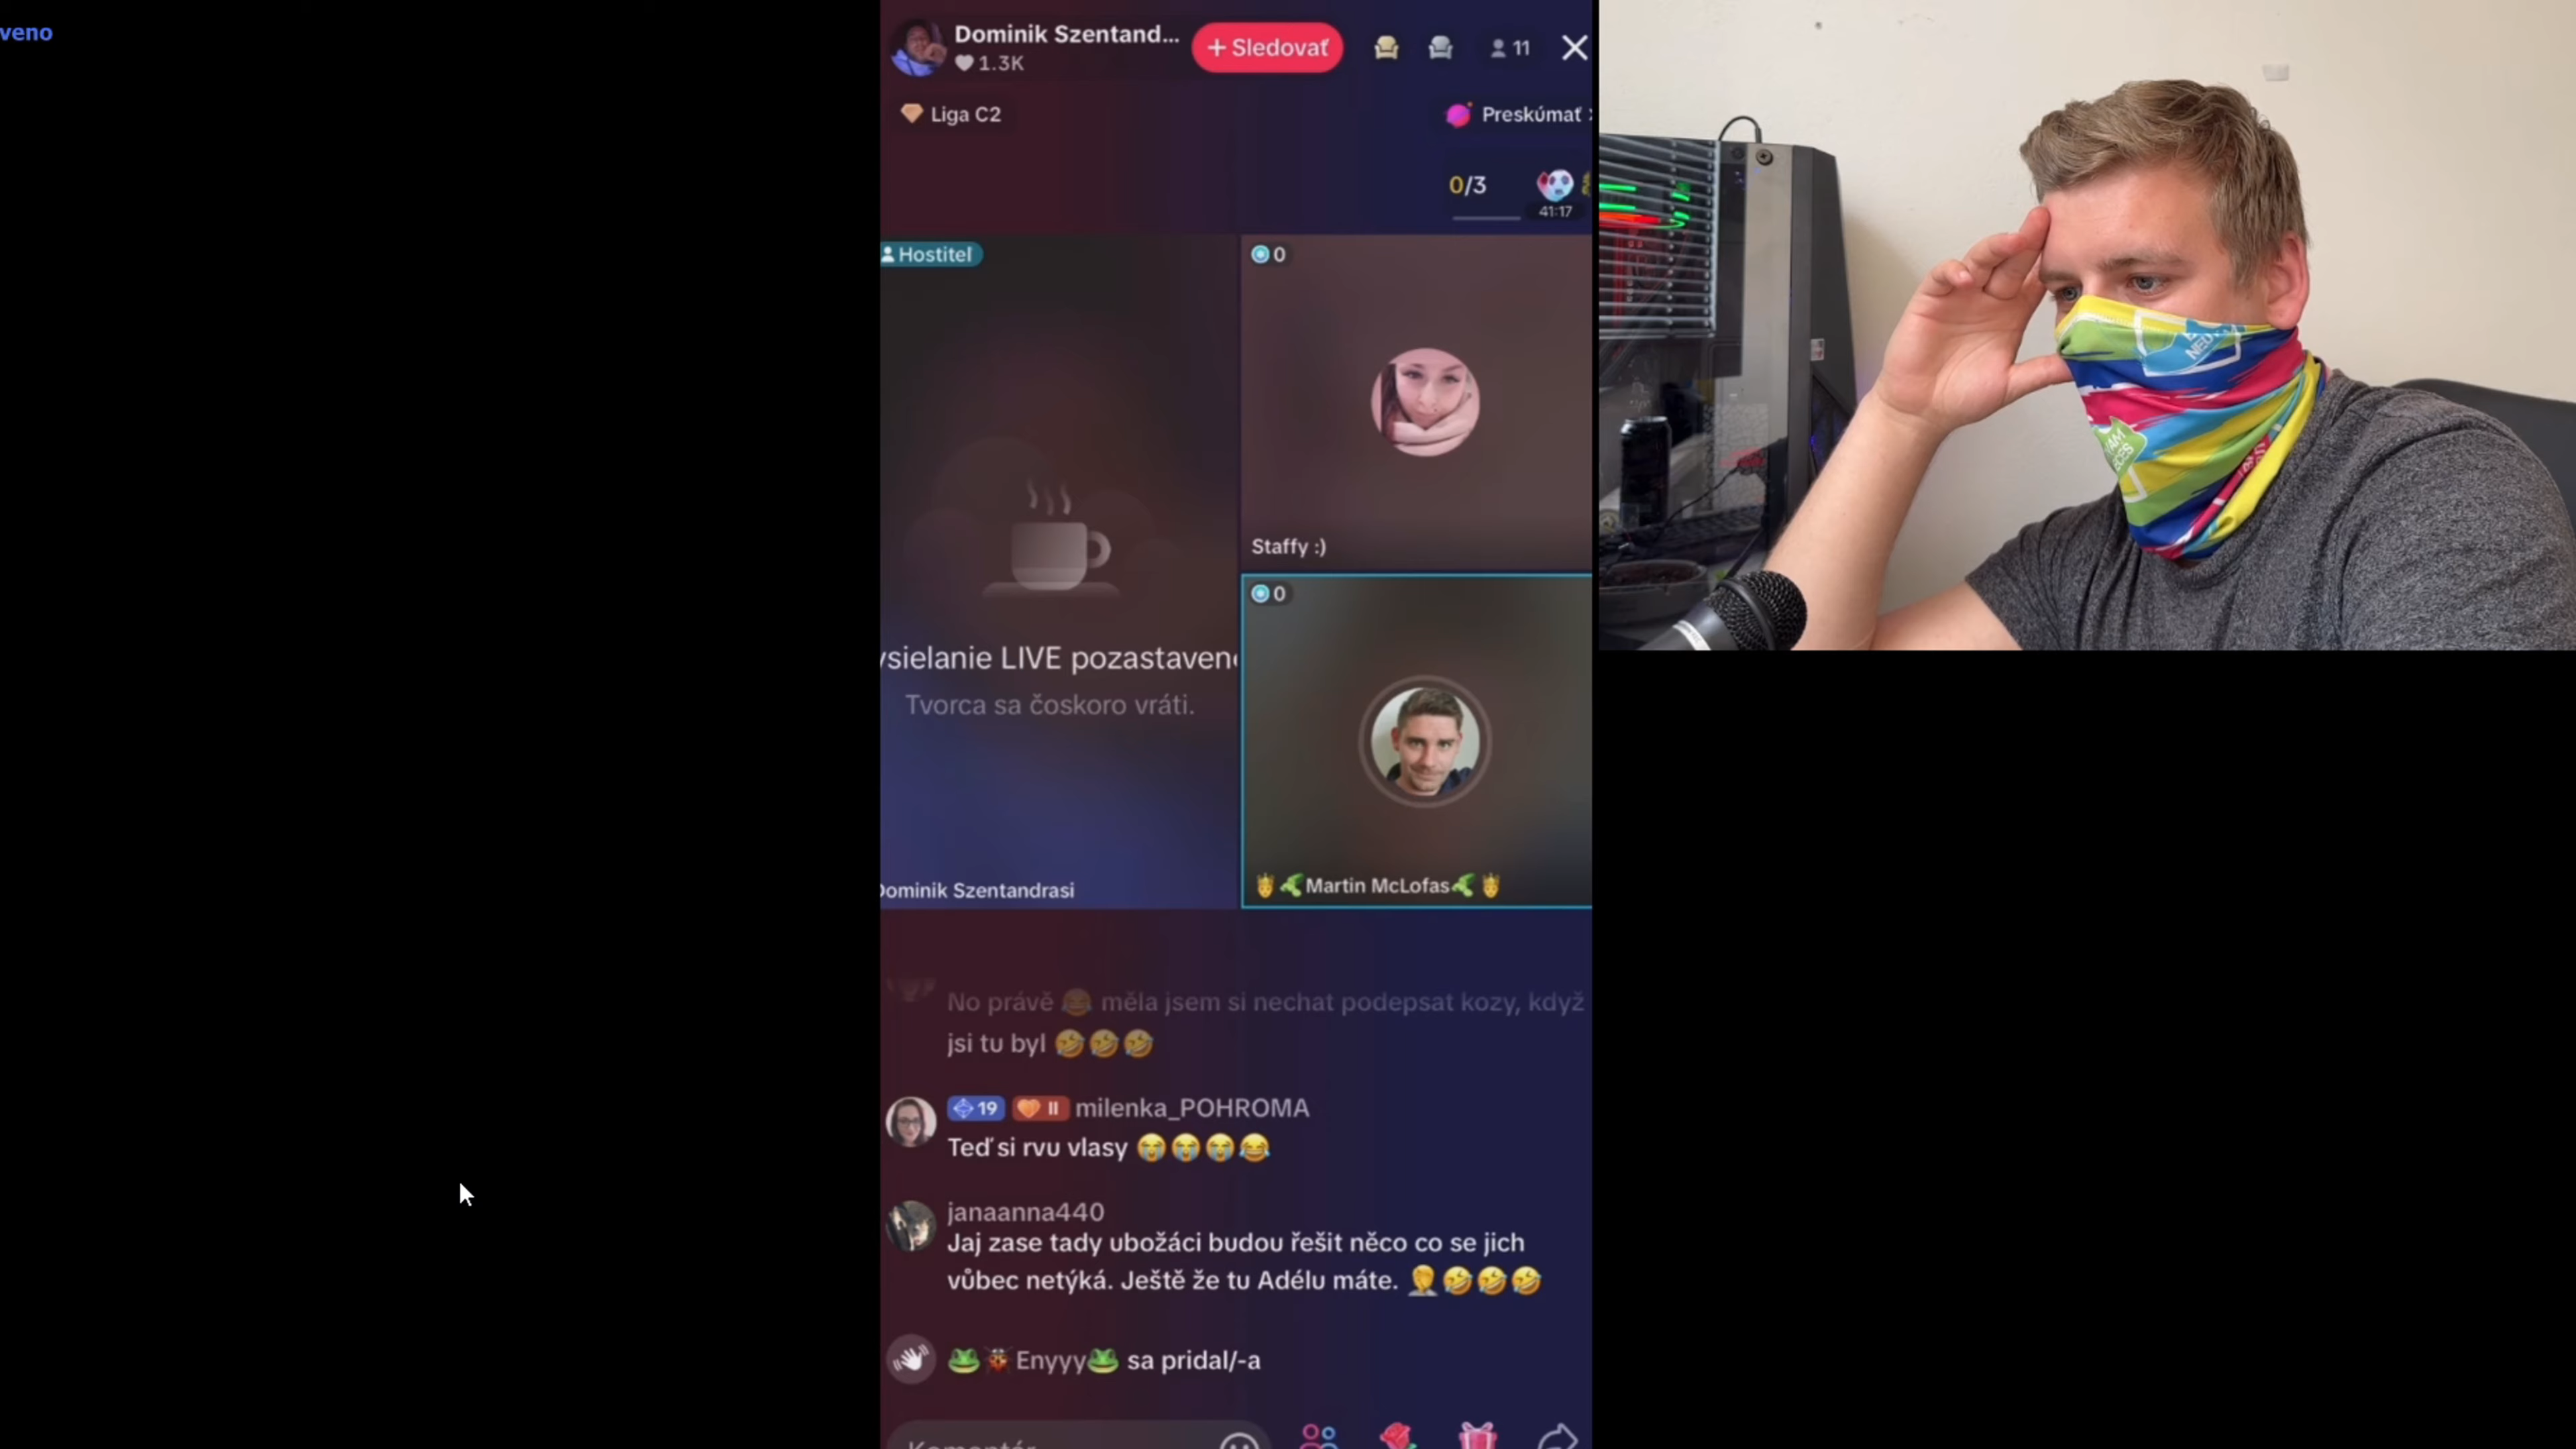 veno
Dominik Szentand...
1.3K
+ Sledovať
11
Liga C2
Preskúmať
0/3
41:17
Hostiteľ
0
Staffy :)
0
ysielanie LIVE pozastaven
Tvorca sa čoskoro vráti.
Dominik Szentandrasi
Martin McLofas
No právě 😂 měla jsem si nechat podepsat kozy, když
jsi tu byl 🤣🤣🤣
19 II milenka_POHROMA
Teď si rvu vlasy 😭😭😭😂
janaanna440
Jaj zase tady ubožáci budou řešit něco co se jich
vůbec netýká. Ještě že tu Adélu máte. 🤦🤣🤣🤣
🐸🪳Enyyy🐸 sa pridal/-a
Komentár